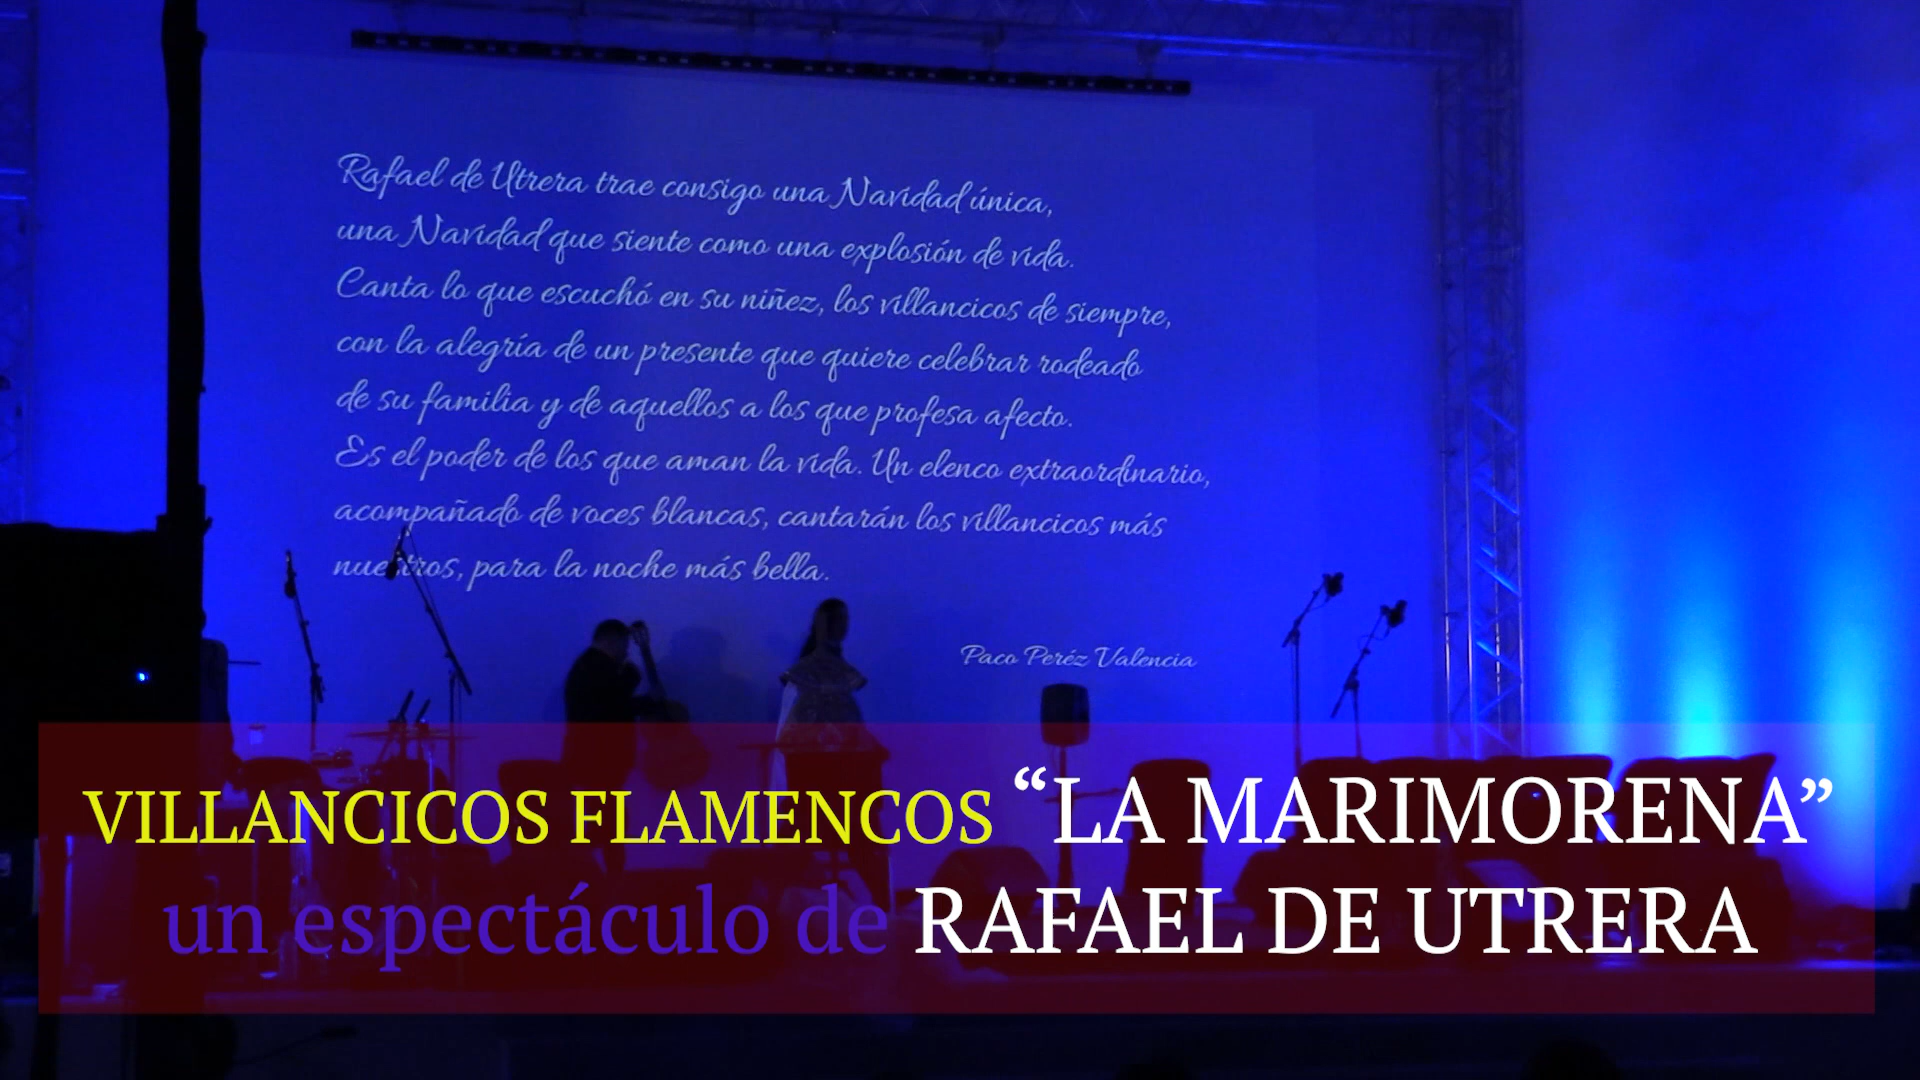 Rafael de Utrera trae consigo una Navidad única,
una Navidad que siente como una explosión de vida.
Canta lo que escuchó en su niñez, los villancicos de siempre,
con la alegría de un presente que quiere celebrar rodeado
de su familia y de aquellos a los que profesa afecto.
Es el poder de los que aman la vida. Un elenco extraordinario,
acompañado de voces blancas, cantarán los villancicos más
nuestros, para la noche más bella.
Paco Peréz Valencia
VILLANCICOS FLAMENCOS “LA MARIMORENA”
un espectáculo de RAFAEL DE UTRERA